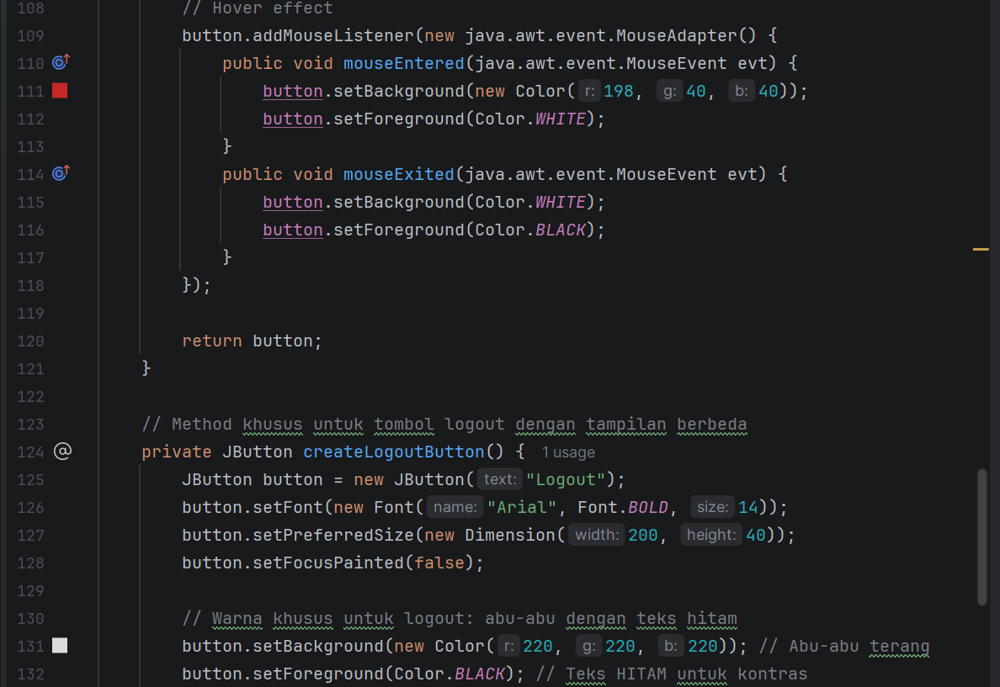 108 // Hover effect
109 button.addMouseListener(new java.awt.event.MouseAdapter() {
110 public void mouseEntered(java.awt.event.MouseEvent evt) {
111 button.setBackground(new Color( r: 198, g: 40, b: 40));
112 button.setForeground(Color.WHITE);
113 }
114 public void mouseExited(java.awt.event.MouseEvent evt) {
115 button.setBackground(Color.WHITE);
116 button.setForeground(Color.BLACK);
117 }
118 });
119
120 return button;
121 }
122
123 // Method khusus untuk tombol logout dengan tampilan berbeda
124 private JButton createLogoutButton() { 1 usage
125 JButton button = new JButton( text: "Logout");
126 button.setFont(new Font( name: "Arial", Font.BOLD, size: 14));
127 button.setPreferredSize(new Dimension( width: 200, height: 40));
128 button.setFocusPainted(false);
129
130 // Warna khusus untuk logout: abu-abu dengan teks hitam
131 button.setBackground(new Color( r: 220, g: 220, b: 220)); // Abu-abu terang
132 button.setForeground(Color.BLACK); // Teks HITAM untuk kontras